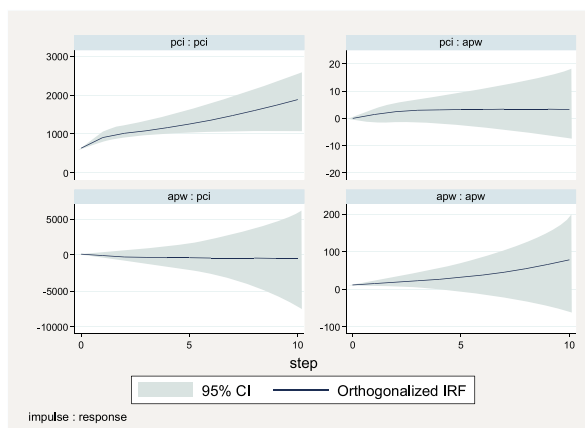 pci : pci
pci : apw
3000
2000
1000
0
20
10
0
-10
-20
apw : pci
apw : apw
5000
0
-5000
-10000
200
100
0
-100
0
5
10
0
5
10
step
95% CI
Orthogonalized IRF
impulse : response